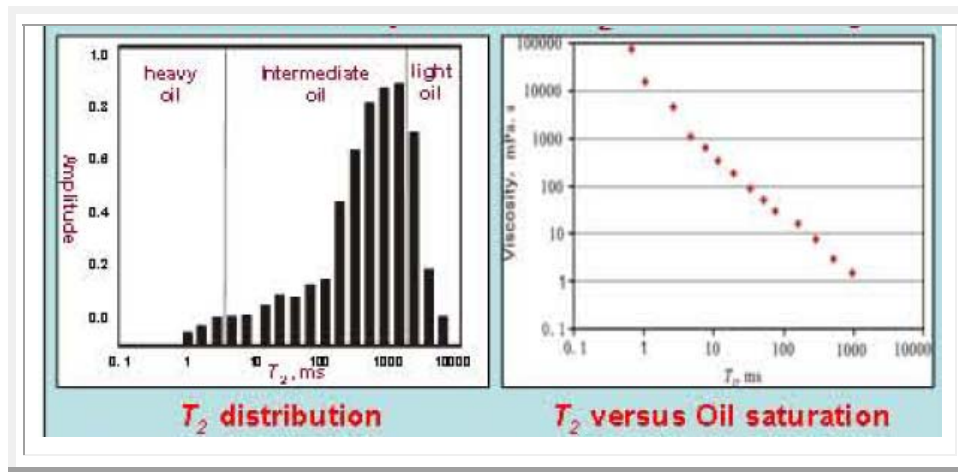 heavy oil
Intermediate oil
light oil
Amplitude
1.0
0.8
0.6
0.4
0.2
0.0
0.1 1 10 100 1000 10000
T2, ms
T2 distribution
Viscosity, mPa.s
100000
10000
1000
100
10
1
0.1
0.1 1 10 100 1000 10000
ms
T2 versus Oil saturation